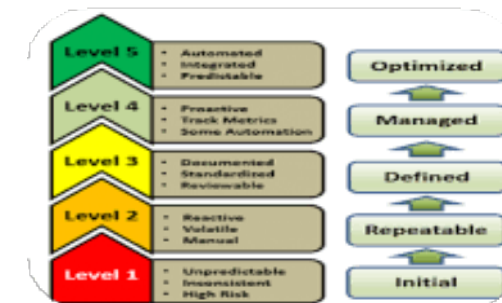 Level 5
• Automated
• Integrated
• Predictable
Optimized
Level 4
• Proactive
• Track Metrics
• Some Automation
Managed
Level 3
• Documented
• Standardized
• Reviewable
Defined
Level 2
• Reactive
• Volatile
• Manual
Repeatable
Level 1
• Unpredictable
• Inconsistent
• High Risk
Initial